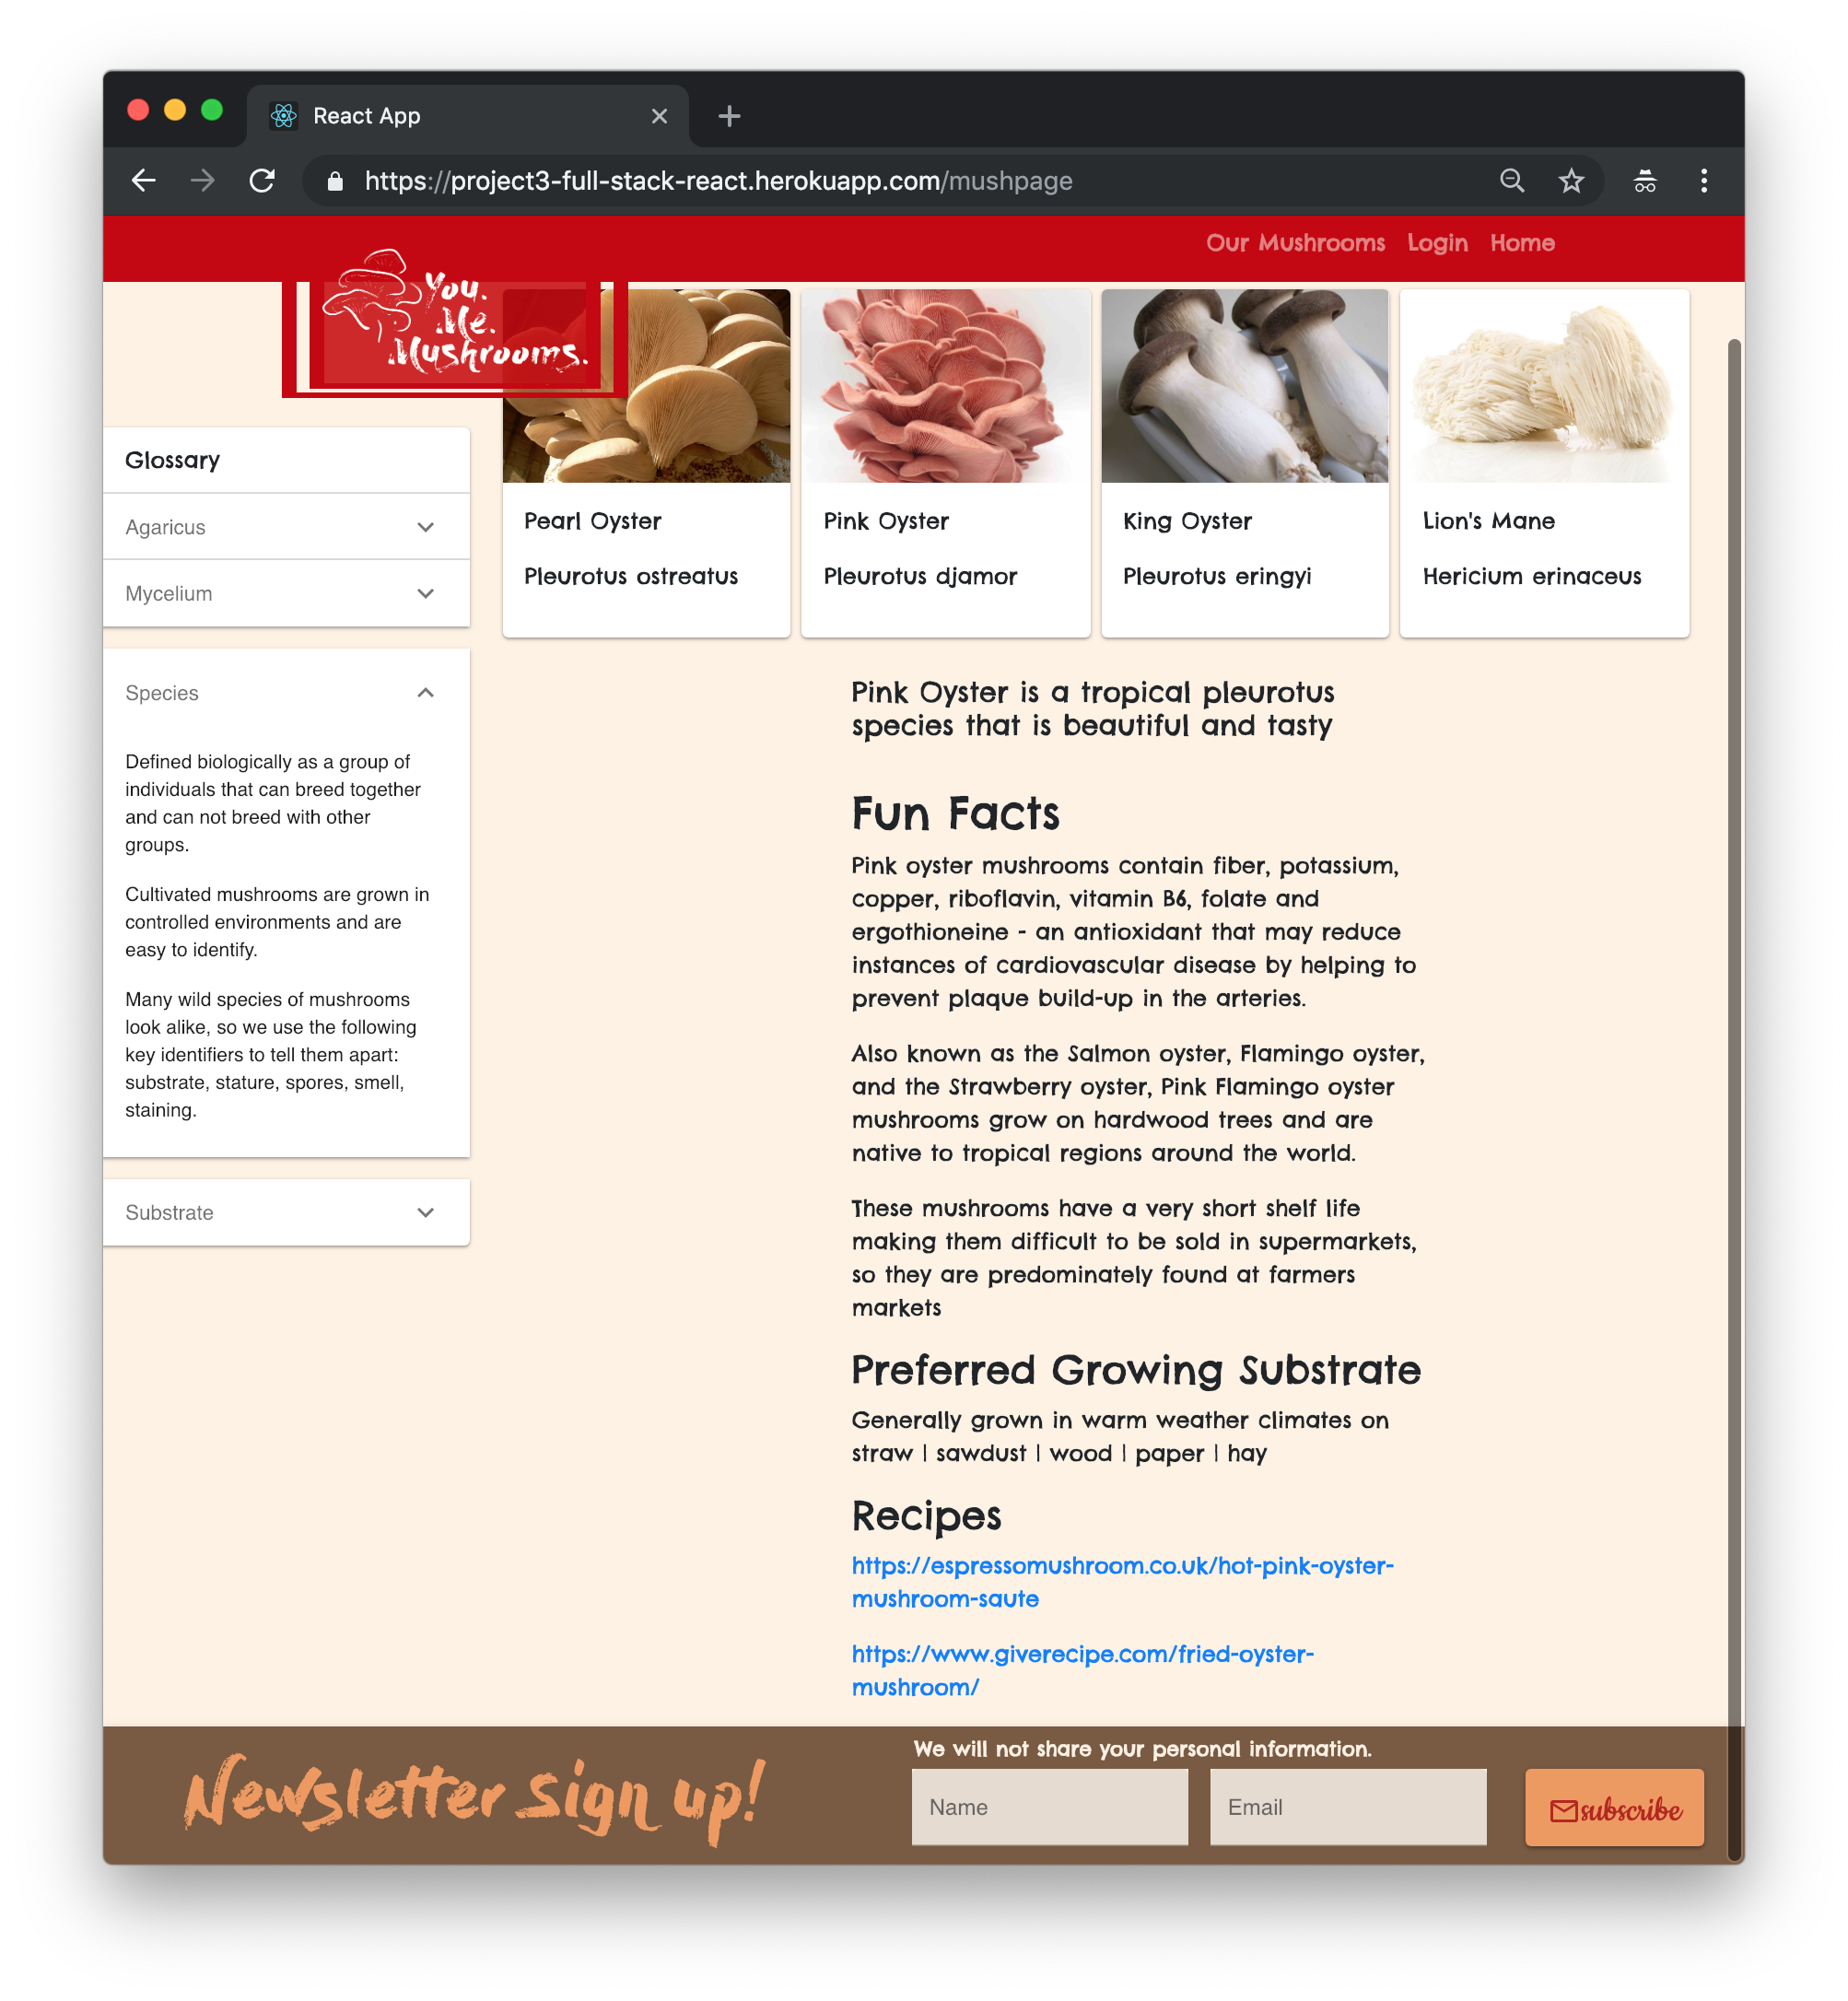 React App
https://project3-full-stack-react.herokuapp.com/mushpage
Our Mushrooms Login Home
You.
Me.
Mushrooms.
Glossary
Agaricus
Mycelium
Species
Defined biologically as a group of
individuals that can breed together
and can not breed with other
groups.
Cultivated mushrooms are grown in
controlled environments and are
easy to identify.
Many wild species of mushrooms
look alike, so we use the following
key identifiers to tell them apart:
substrate, stature, spores, smell,
staining.
Substrate
Pearl Oyster
Pleurotus ostreatus
Pink Oyster
Pleurotus djamor
King Oyster
Pleurotus eringyi
Lion's Mane
Hericium erinaceus
Pink Oyster is a tropical pleurotus
species that is beautiful and tasty
Fun Facts
Pink oyster mushrooms contain fiber, potassium,
copper, riboflavin, vitamin B6, folate and
ergothioneine - an antioxidant that may reduce
instances of cardiovascular disease by helping to
prevent plaque build-up in the arteries.
Also known as the Salmon oyster, Flamingo oyster,
and the Strawberry oyster, Pink Flamingo oyster
mushrooms grow on hardwood trees and are
native to tropical regions around the world.
These mushrooms have a very short shelf life
making them difficult to be sold in supermarkets,
so they are predominately found at farmers
markets
Preferred Growing Substrate
Generally grown in warm weather climates on
straw | sawdust | wood | paper | hay
Recipes
https://espressomushroom.co.uk/hot-pink-oyster-
mushroom-saute
https://www.giverecipe.com/fried-oyster-
mushroom/
Newsletter sign up!
We will not share your personal information.
Name
Email
subscribe